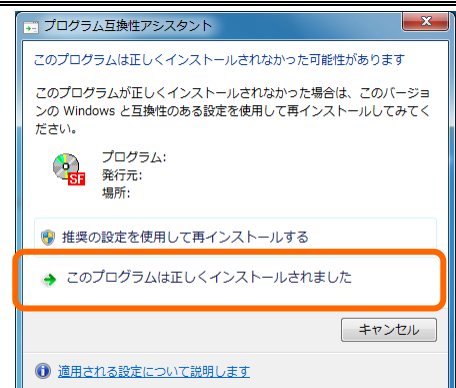 プログラム互換性アシスタント
このプログラムは正しくインストールされなかった可能性があります
このプログラムが正しくインストールされなかった場合は、このバージョ
ンの Windows と互換性のある設定を使用して再インストールしてみてく
ださい。
プログラム:
発行元:
場所:
SF
推奨の設定を使用して再インストールする
このプログラムは正しくインストールされました
キャンセル
適用される設定について説明します